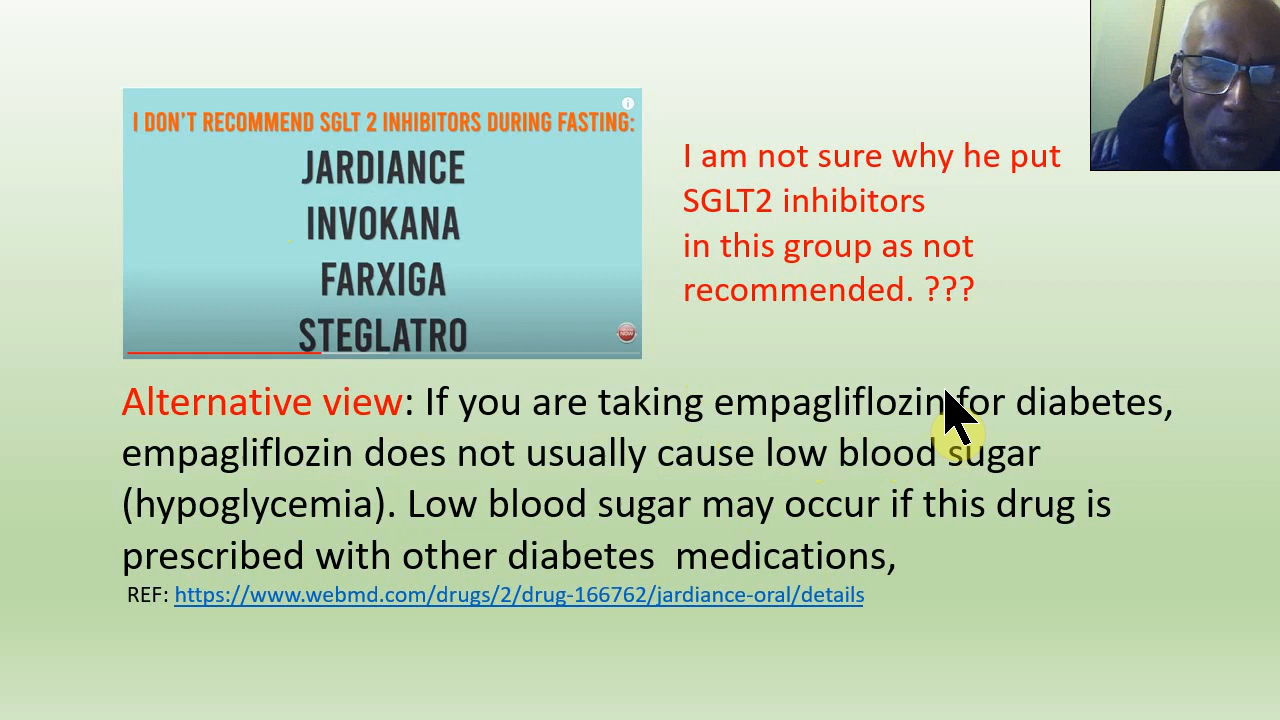 I DON'T RECOMMEND SGLT 2 INHIBITORS DURING FASTING:
JARDIANCE
INVOKANA
FARXIGA
STEGLATRO
I am not sure why he put
SGLT2 inhibitors
in this group as not
recommended. ???
Alternative view: If you are taking empagliflozin for diabetes,
empagliflozin does not usually cause low blood sugar
(hypoglycemia). Low blood sugar may occur if this drug is
prescribed with other diabetes  medications,
REF: https://www.webmd.com/drugs/2/drug-166762/jardiance-oral/details